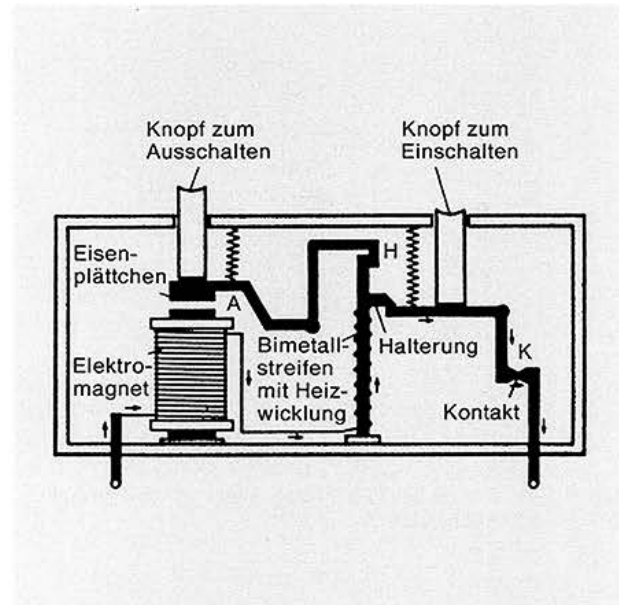 Knopf zum
Ausschalten
Knopf zum
Einschalten
Eisen-
plättchen
A
H
Elektro-
magnet
Bimetall
streifen
mit Heiz-
wicklung
Halterung
K
Kontakt